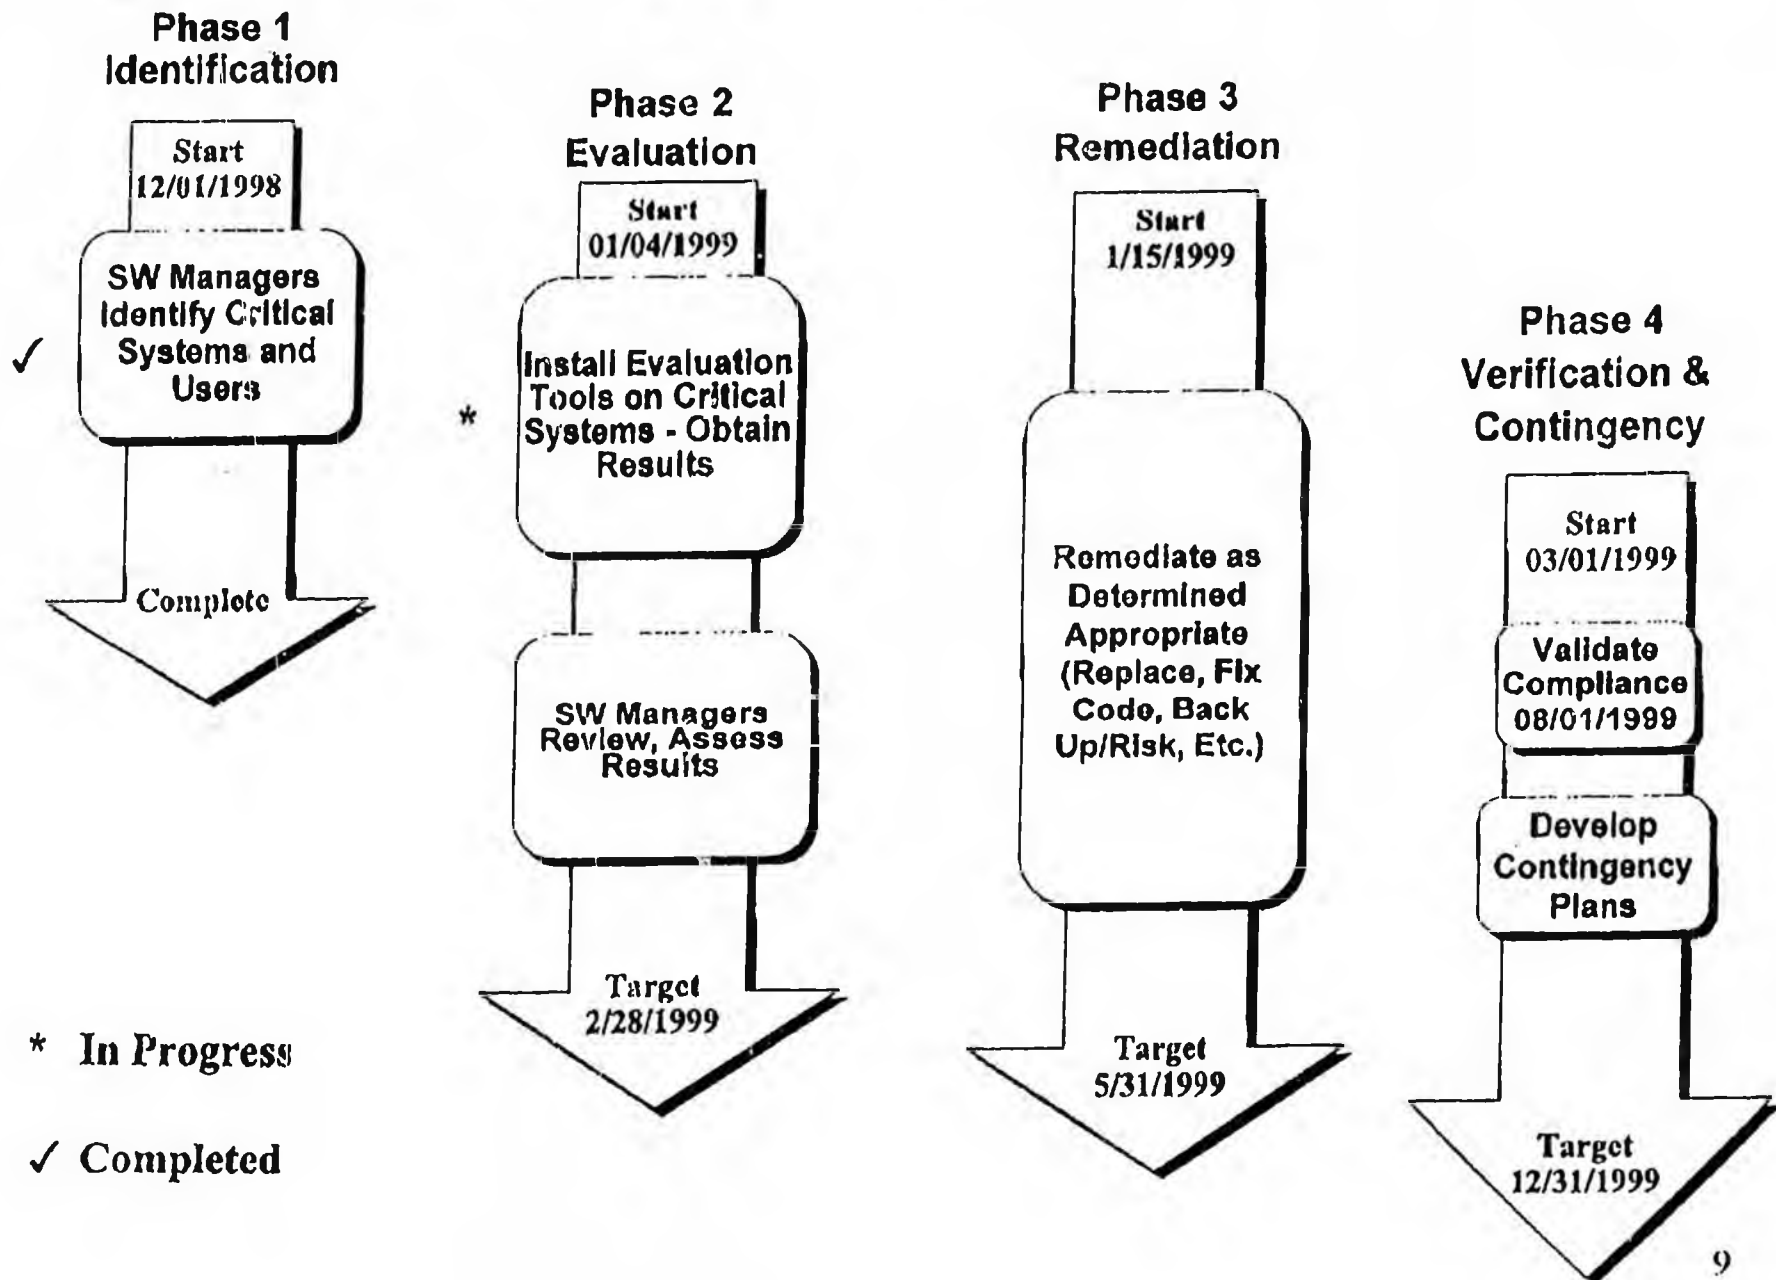 Phase 1
Identification
Start
12/01/1998
SW Managers
Identify Critical
Systems and
Users
✓
Complete
Phase 2
Evaluation
Start
01/04/1999
Install Evaluation
Tools on Critical
Systems - Obtain
Results
*
SW Managers
Review, Assess
Results
Target
2/28/1999
Phase 3
Remediation
Start
1/15/1999
Remediate as
Determined
Appropriate
(Replace, Fix
Code, Back
Up/Risk, Etc.)
Target
5/31/1999
Phase 4
Verification &
Contingency
Start
03/01/1999
Validate
Compliance
08/01/1999
Develop
Contingency
Plans
Target
12/31/1999
* In Progress
✓ Completed
9